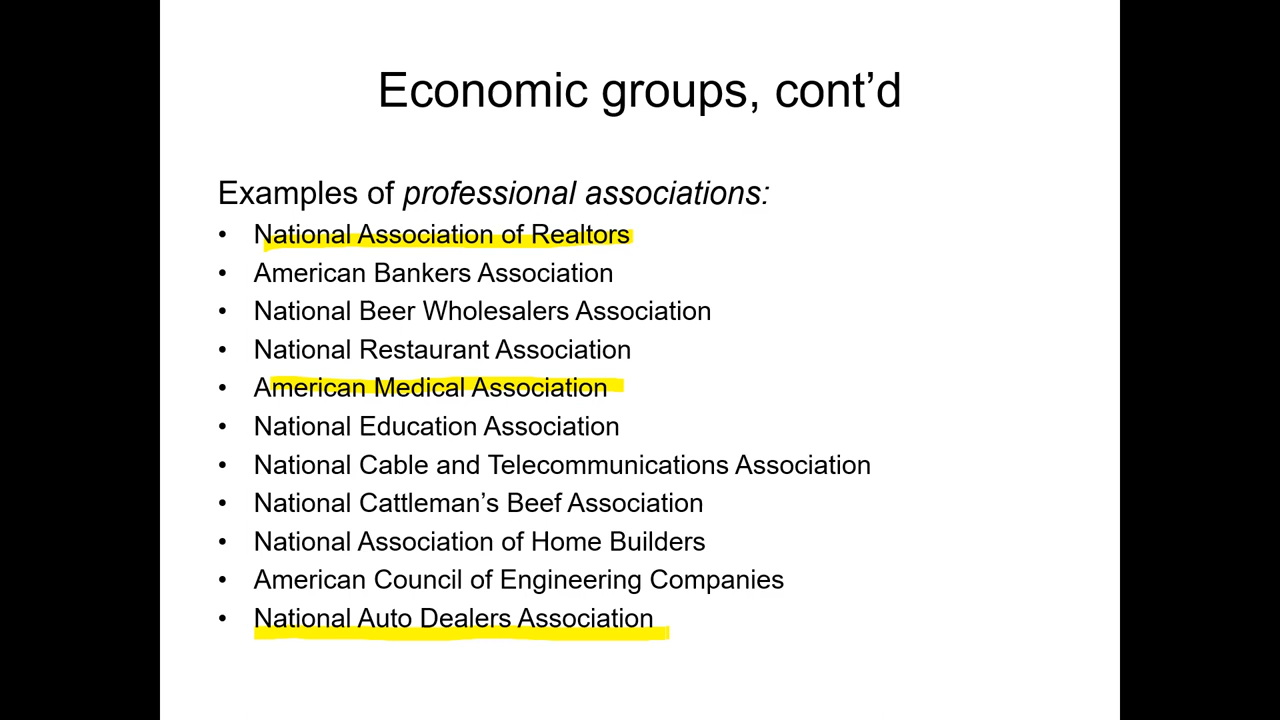 Economic groups, cont’d
Examples of professional associations:
• National Association of Realtors
• American Bankers Association
• National Beer Wholesalers Association
• National Restaurant Association
• American Medical Association
• National Education Association
• National Cable and Telecommunications Association
• National Cattleman’s Beef Association
• National Association of Home Builders
• American Council of Engineering Companies
• National Auto Dealers Association